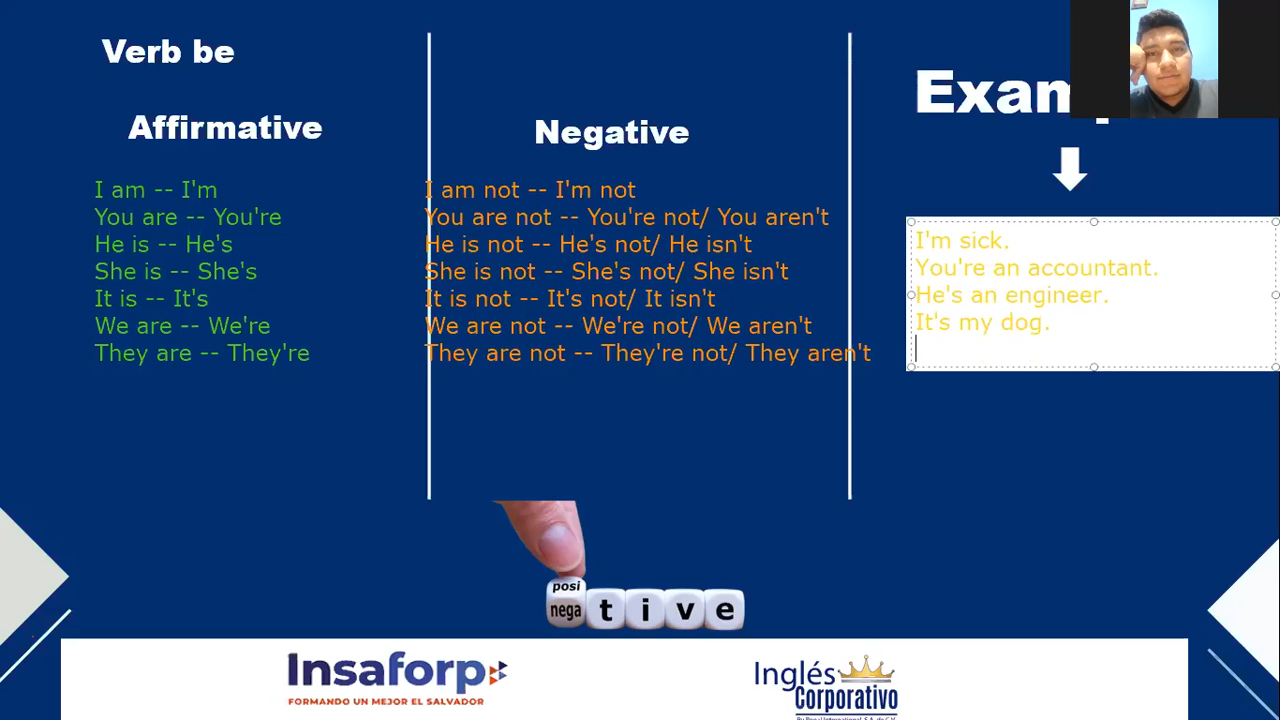 Verb be
Affirmative
I am -- I'm
You are -- You're
He is -- He's
She is -- She's
It is -- It's
We are -- We're
They are -- They're
Negative
I am not -- I'm not
You are not -- You're not/ You aren't
He is not -- He's not/ He isn't
She is not -- She's not/ She isn't
It is not -- It's not/ It isn't
We are not -- We're not/ We aren't
They are not -- They're not/ They aren't
I'm sick.
You're an accountant.
He's an engineer.
It's my dog.
posi
nega t i v e
Insaforp
FORMANDO UN MEJOR EL SALVADOR
Inglés
Corporativo